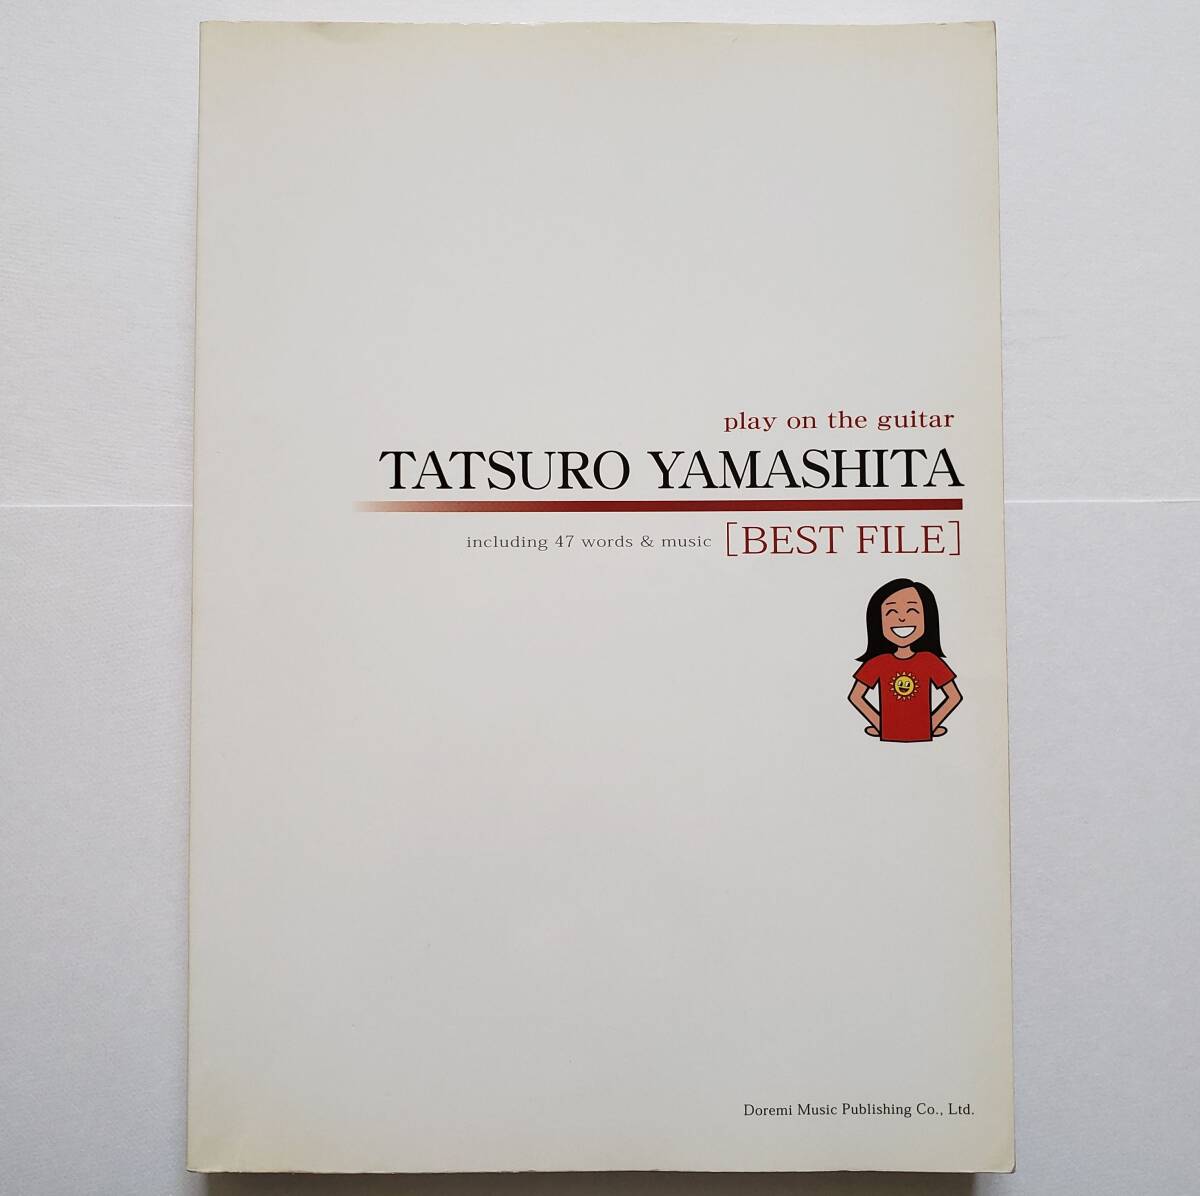 play on the guitar
TATSURO YAMASHITA
including 47 words & music [BEST FILE]
Doremi Music Publishing Co., Ltd.